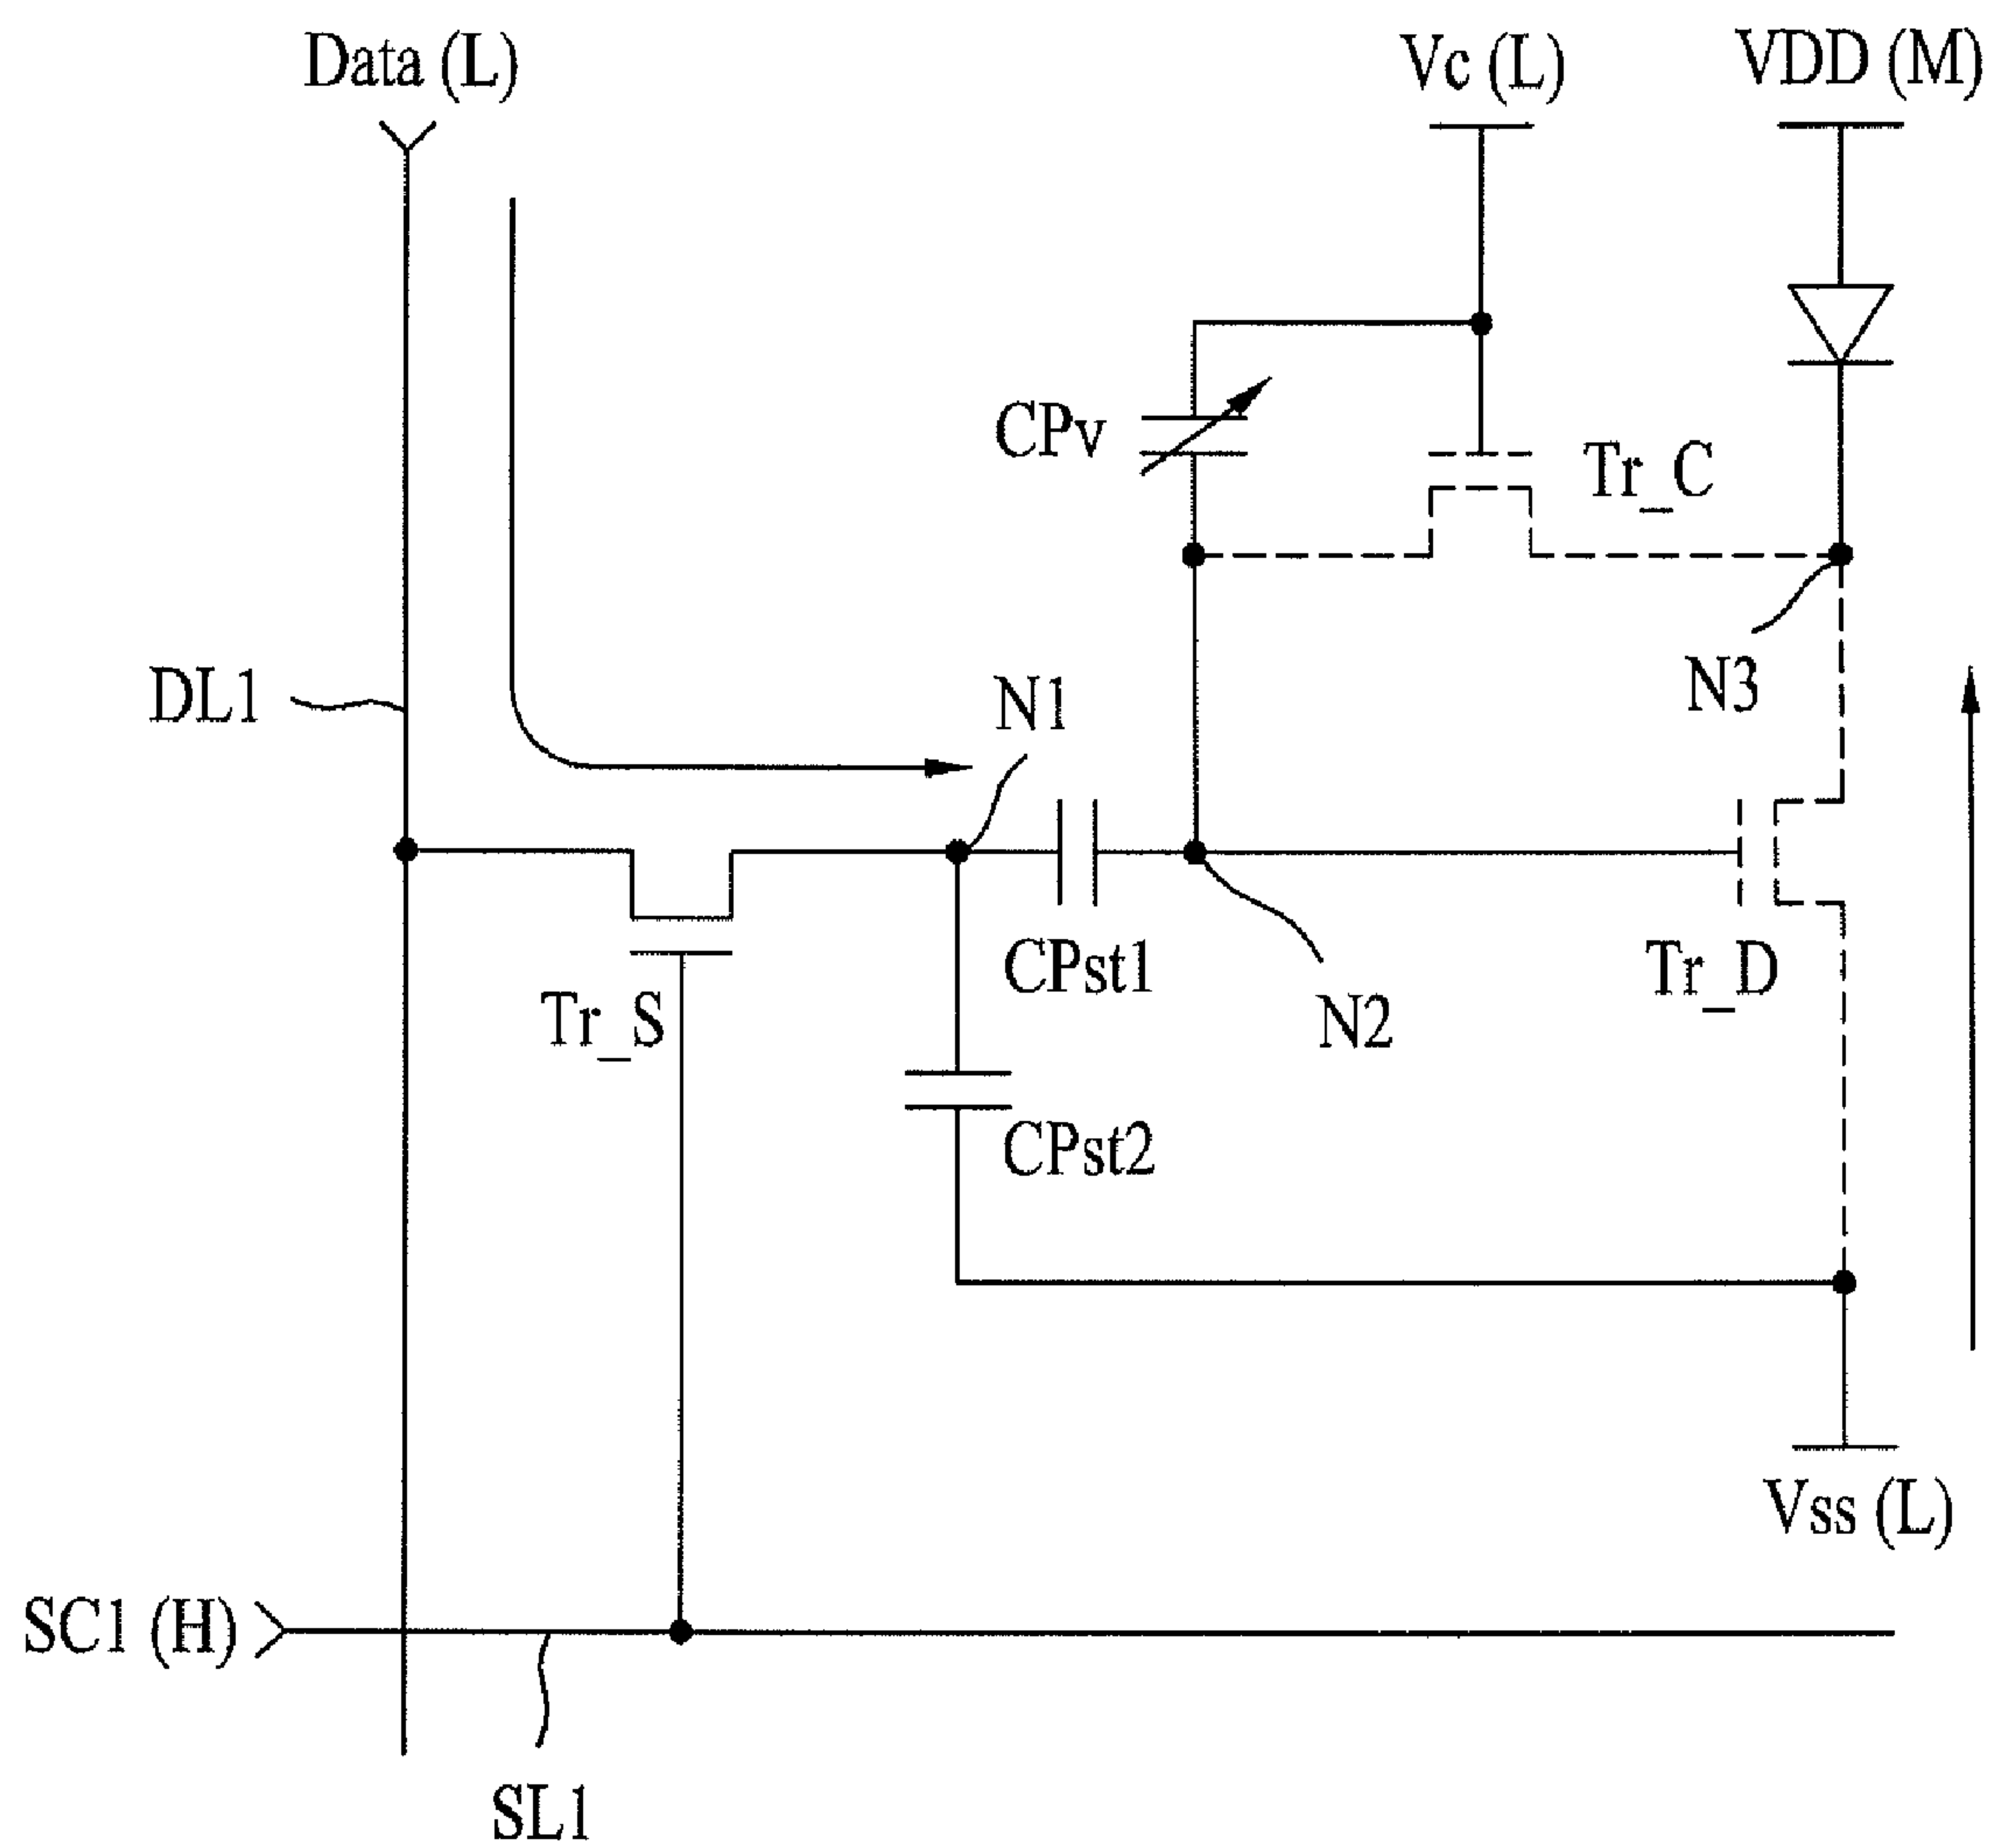 Data (L)
Vc (L)
VDD (M)
CPv
Tr_C
DL1
N1
N3
CPst1
Tr_S
N2
Tr_D
CPst2
Vss (L)
SC1 (H)
SL1